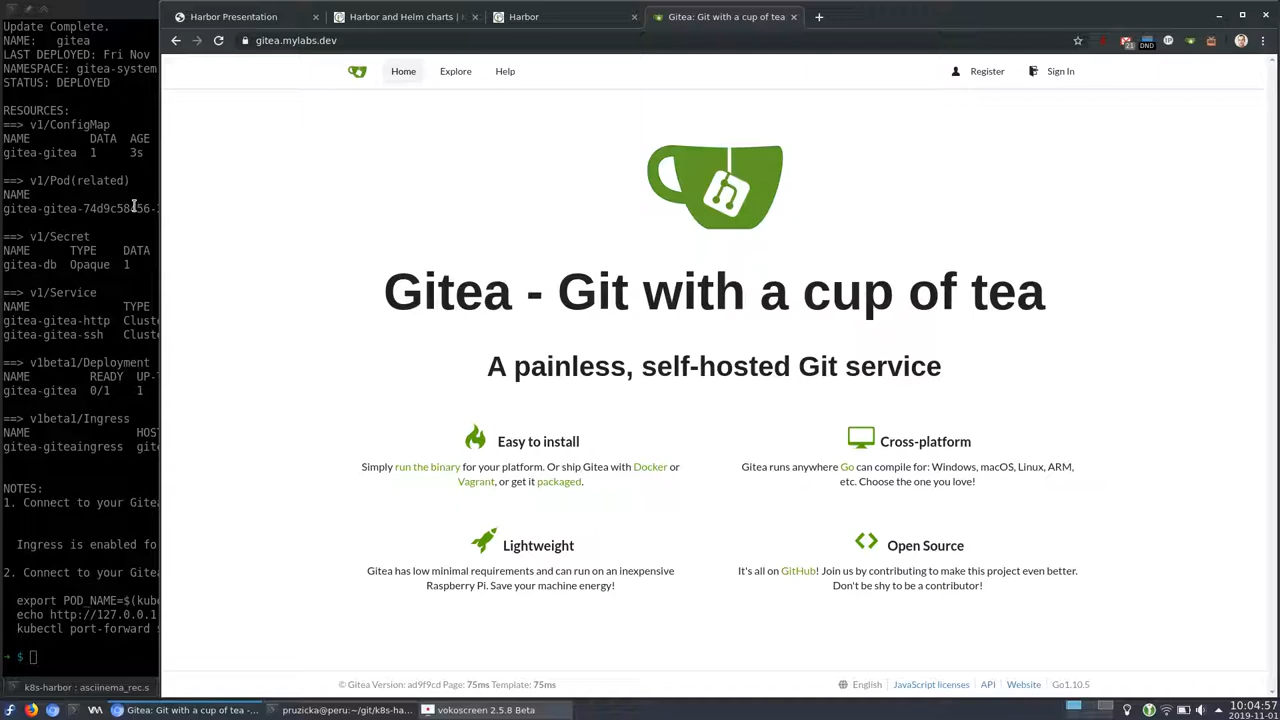 Update Complete.
NAME:   gitea
LAST DEPLOYED: Fri Nov
NAMESPACE: gitea-system
STATUS: DEPLOYED
RESOURCES:
==> v1/ConfigMap
NAME         DATA  AGE
gitea-gitea  1     3s
==> v1/Pod(related)
NAME
gitea-gitea-74d9c58
==> v1/Secret
NAME      TYPE    DATA
gitea-db  Opaque  1
==> v1/Service
NAME              TYPE
gitea-gitea-http  Cluste
gitea-gitea-ssh   Cluste
==> v1beta1/Deployment
NAME         READY  UP-T
gitea-gitea  0/1    1
==> v1beta1/Ingress
NAME                HOS
gitea-giteaingress  gite
NOTES:
1. Connect to your Gitea
Ingress is enabled fo
2. Connect to your Gitea
export POD_NAME=$(kube
echo http://127.0.0.1
kubectl port-forward $
→ $
k8s-harbor : asciinema_rec.s
Harbor Presentation
Harbor and Helm charts |
Harbor
Gitea: Git with a cup of tea
gitea.mylabs.dev
21
DND
Home
Explore
Help
Register
Sign In
Gitea - Git with a cup of tea
A painless, self-hosted Git service
Easy to install
Simply run the binary for your platform. Or ship Gitea with Docker or
Vagrant, or get it packaged.
Cross-platform
Gitea runs anywhere Go can compile for: Windows, macOS, Linux, ARM,
etc. Choose the one you love!
Lightweight
Gitea has low minimal requirements and can run on an inexpensive
Raspberry Pi. Save your machine energy!
Open Source
It's all on GitHub! Join us by contributing to make this project even better.
Don't be shy to be a contributor!
© Gitea Version: ad9f9cd Page: 75ms Template: 75ms
English
JavaScript licenses
API
Website
Go1.10.5
Gitea: Git with a cup of tea -...
pruzicka@peru:~/git/k8s-ha...
vokoscreen 2.5.8 Beta
10:04:57
2019-11-01